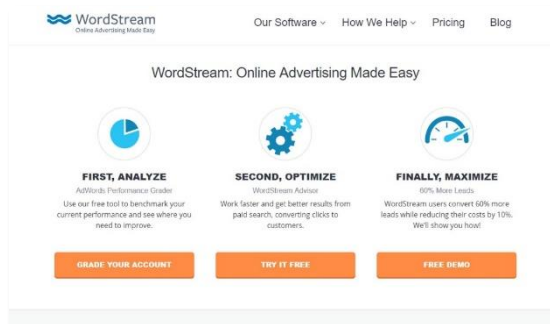 WordStream
Online Advertising Made Easy
Our Software
How We Help
Pricing
Blog
WordStream: Online Advertising Made Easy
FIRST, ANALYZE
AdWords Performance Grader
Use our free tool to benchmark your
current performance and see where you
need to improve.
GRADE YOUR ACCOUNT
SECOND, OPTIMIZE
WordStream Advisor
Work faster and get better results from
paid search, converting clicks to
customers.
TRY IT FREE
FINALLY, MAXIMIZE
60% More Leads
WordStream users convert 60% more
leads while reducing their costs by 10%.
We'll show you how!
FREE DEMO